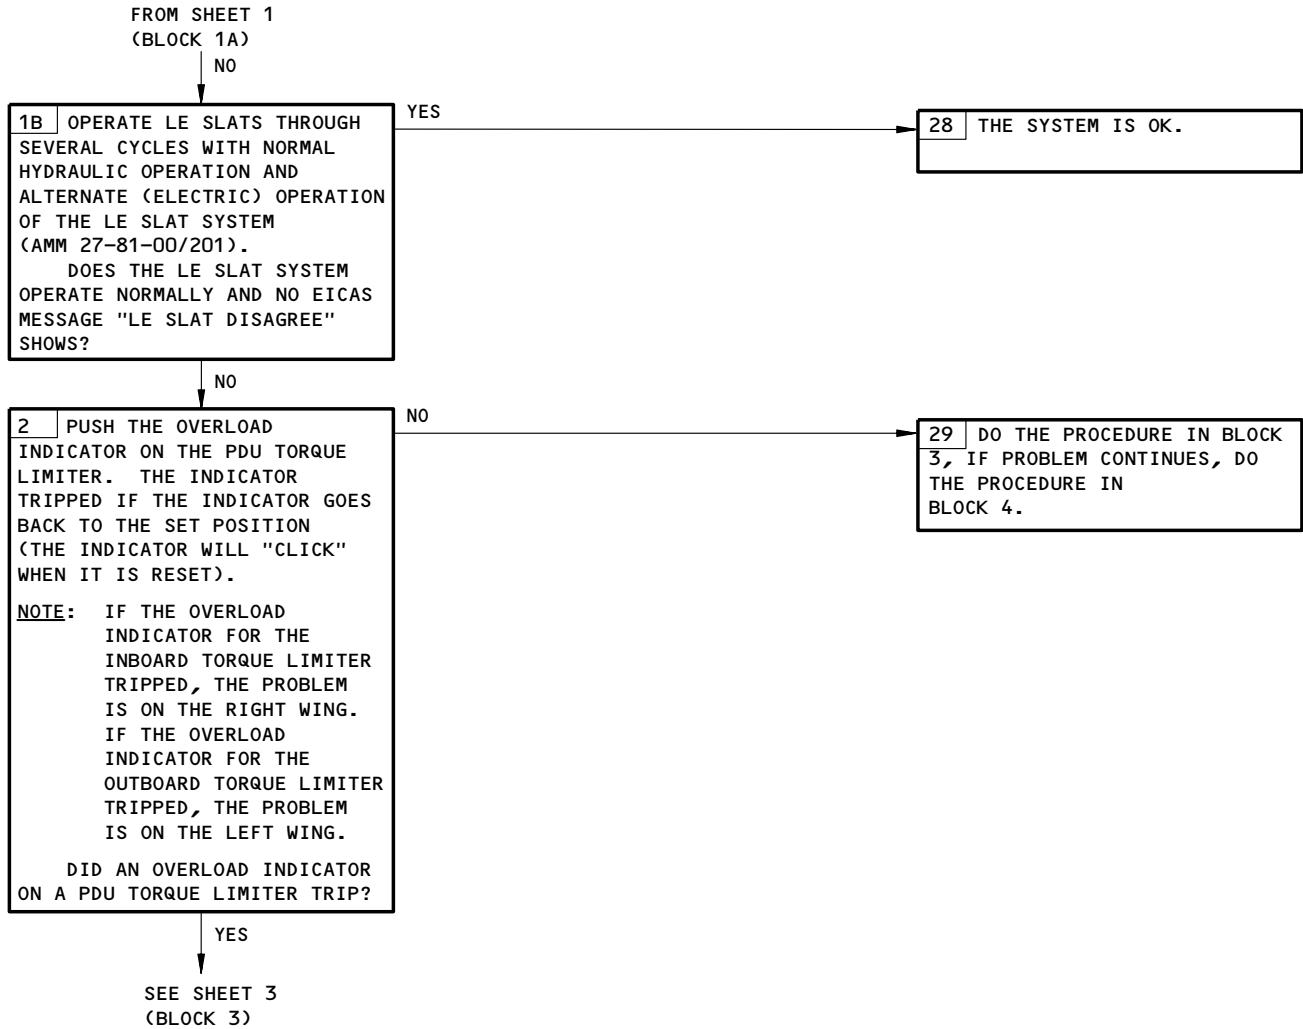 FROM SHEET 1
(BLOCK 1A)
NO
1B OPERATE LE SLATS THROUGH
SEVERAL CYCLES WITH NORMAL
HYDRAULIC OPERATION AND
ALTERNATE (ELECTRIC) OPERATION
OF THE LE SLAT SYSTEM
(AMM 27-81-00/201).
DOES THE LE SLAT SYSTEM
OPERATE NORMALLY AND NO EICAS
MESSAGE "LE SLAT DISAGREE"
SHOWS?
YES
28 THE SYSTEM IS OK.
NO
2 PUSH THE OVERLOAD
INDICATOR ON THE PDU TORQUE
LIMITER. THE INDICATOR
TRIPPED IF THE INDICATOR GOES
BACK TO THE SET POSITION
(THE INDICATOR WILL "CLICK"
WHEN IT IS RESET).
NOTE: IF THE OVERLOAD
INDICATOR FOR THE
INBOARD TORQUE LIMITER
TRIPPED, THE PROBLEM
IS ON THE RIGHT WING.
IF THE OVERLOAD
INDICATOR FOR THE
OUTBOARD TORQUE LIMITER
TRIPPED, THE PROBLEM
IS ON THE LEFT WING.
DID AN OVERLOAD INDICATOR
ON A PDU TORQUE LIMITER TRIP?
NO
29 DO THE PROCEDURE IN BLOCK
3, IF PROBLEM CONTINUES, DO
THE PROCEDURE IN
BLOCK 4.
YES
SEE SHEET 3
(BLOCK 3)